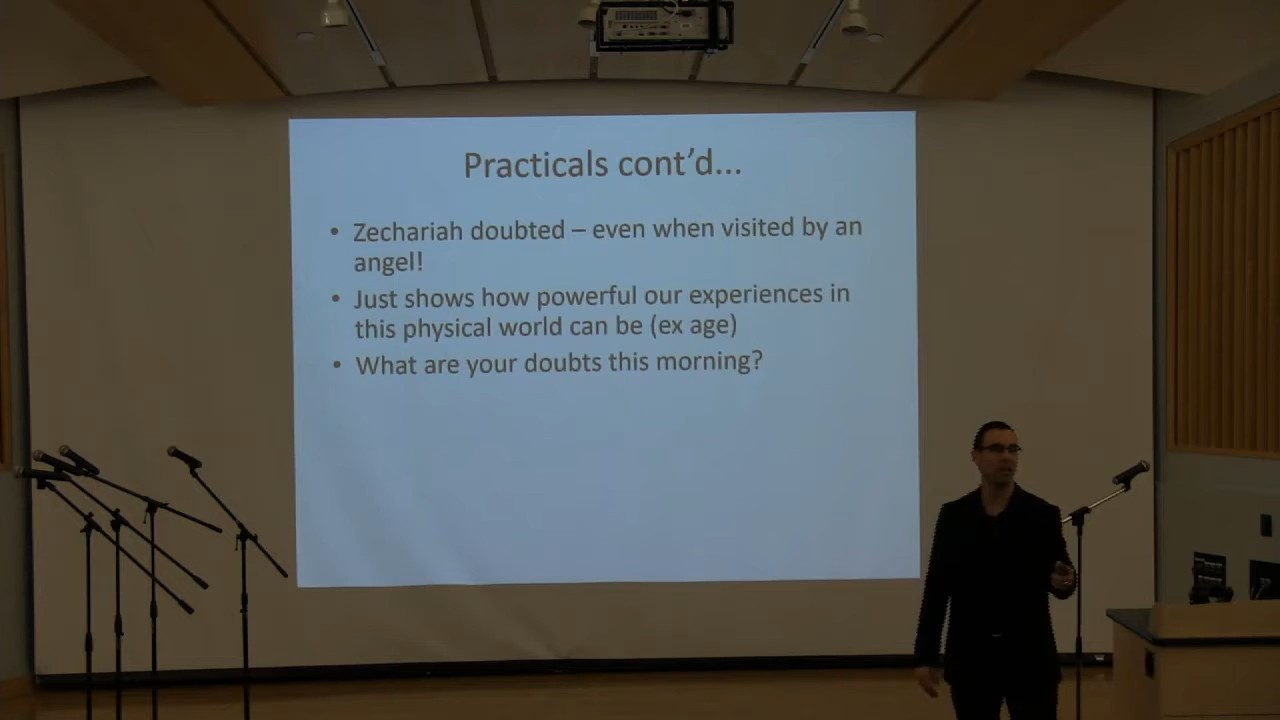 Practicals cont'd...
• Zechariah doubted – even when visited by an
angel!
• Just shows how powerful our experiences in
this physical world can be (ex age)
• What are your doubts this morning?